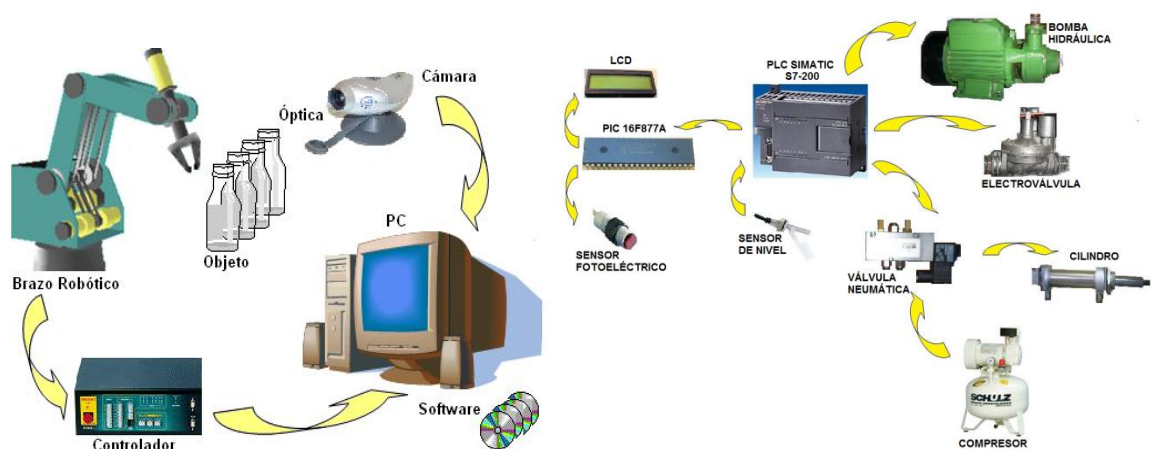 Cámara
Óptica
Objeto
Brazo Robótico
PC
Controlador
Software
LCD
PIC 16F877A
SENSOR
FOTOELÉCTRICO
PLC SIMATIC
S7-200
SENSOR
DE NIVEL
BOMBA
HIDRÁULICA
ELECTROVÁLVULA
VÁLVULA
NEUMÁTICA
CILINDRO
SCHULZ
COMPRESOR